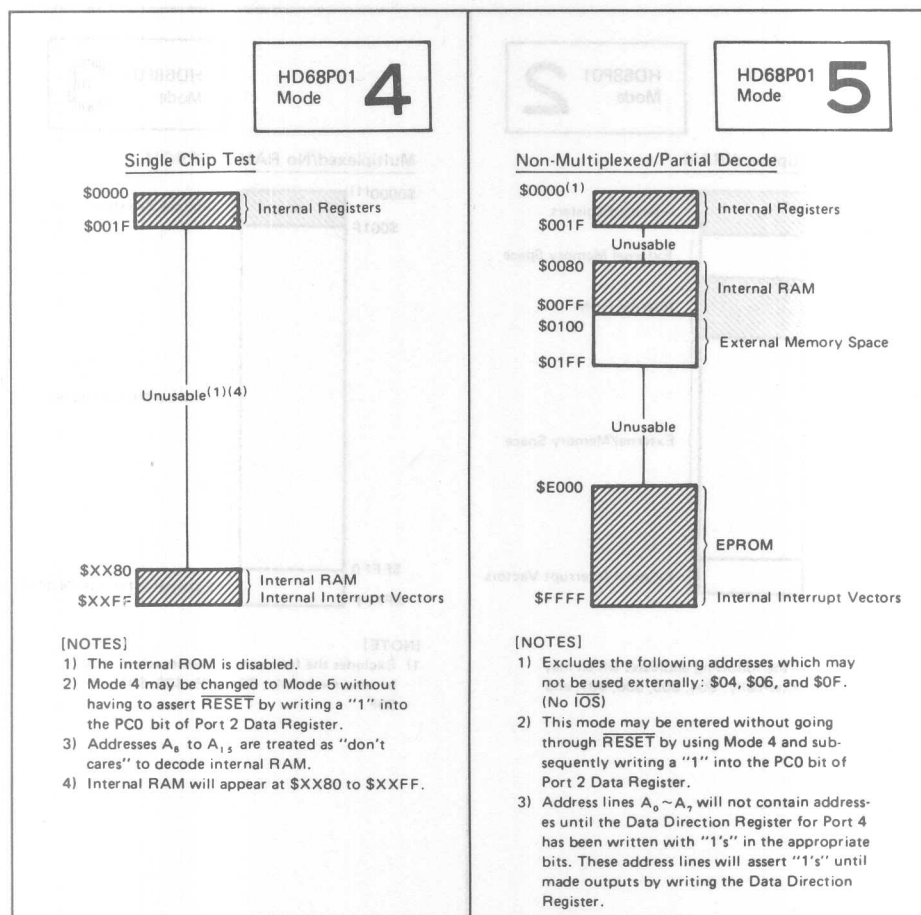 HD68P01
Mode 4
Single Chip Test
$0000
Internal Registers
$001F
Unusable(1)(4)
$XX80
Internal RAM
Internal Interrupt Vectors
$XXFF
[NOTES]
1) The internal ROM is disabled.
2) Mode 4 may be changed to Mode 5 without
having to assert RESET by writing a "1" into
the PC0 bit of Port 2 Data Register.
3) Addresses A8 to A15 are treated as "don't
cares" to decode internal RAM.
4) Internal RAM will appear at $XX80 to $XXFF.
HD68P01
Mode 5
Non-Multiplexed/Partial Decode
$0000(1)
Internal Registers
$001F
Unusable
$0080
Internal RAM
$00FF
$0100
External Memory Space
$01FF
Unusable
$E000
EPROM
$FFFF
Internal Interrupt Vectors
[NOTES]
1) Excludes the following addresses which may
not be used externally: $04, $06, and $0F.
(No IOS)
2) This mode may be entered without going
through RESET by using Mode 4 and sub-
sequently writing a "1" into the PC0 bit of
Port 2 Data Register.
3) Address lines A0~A7 will not contain address-
es until the Data Direction Register for Port 4
has been written with "1's" in the appropriate
bits. These address lines will assert "1's" until
made outputs by writing the Data Direction
Register.